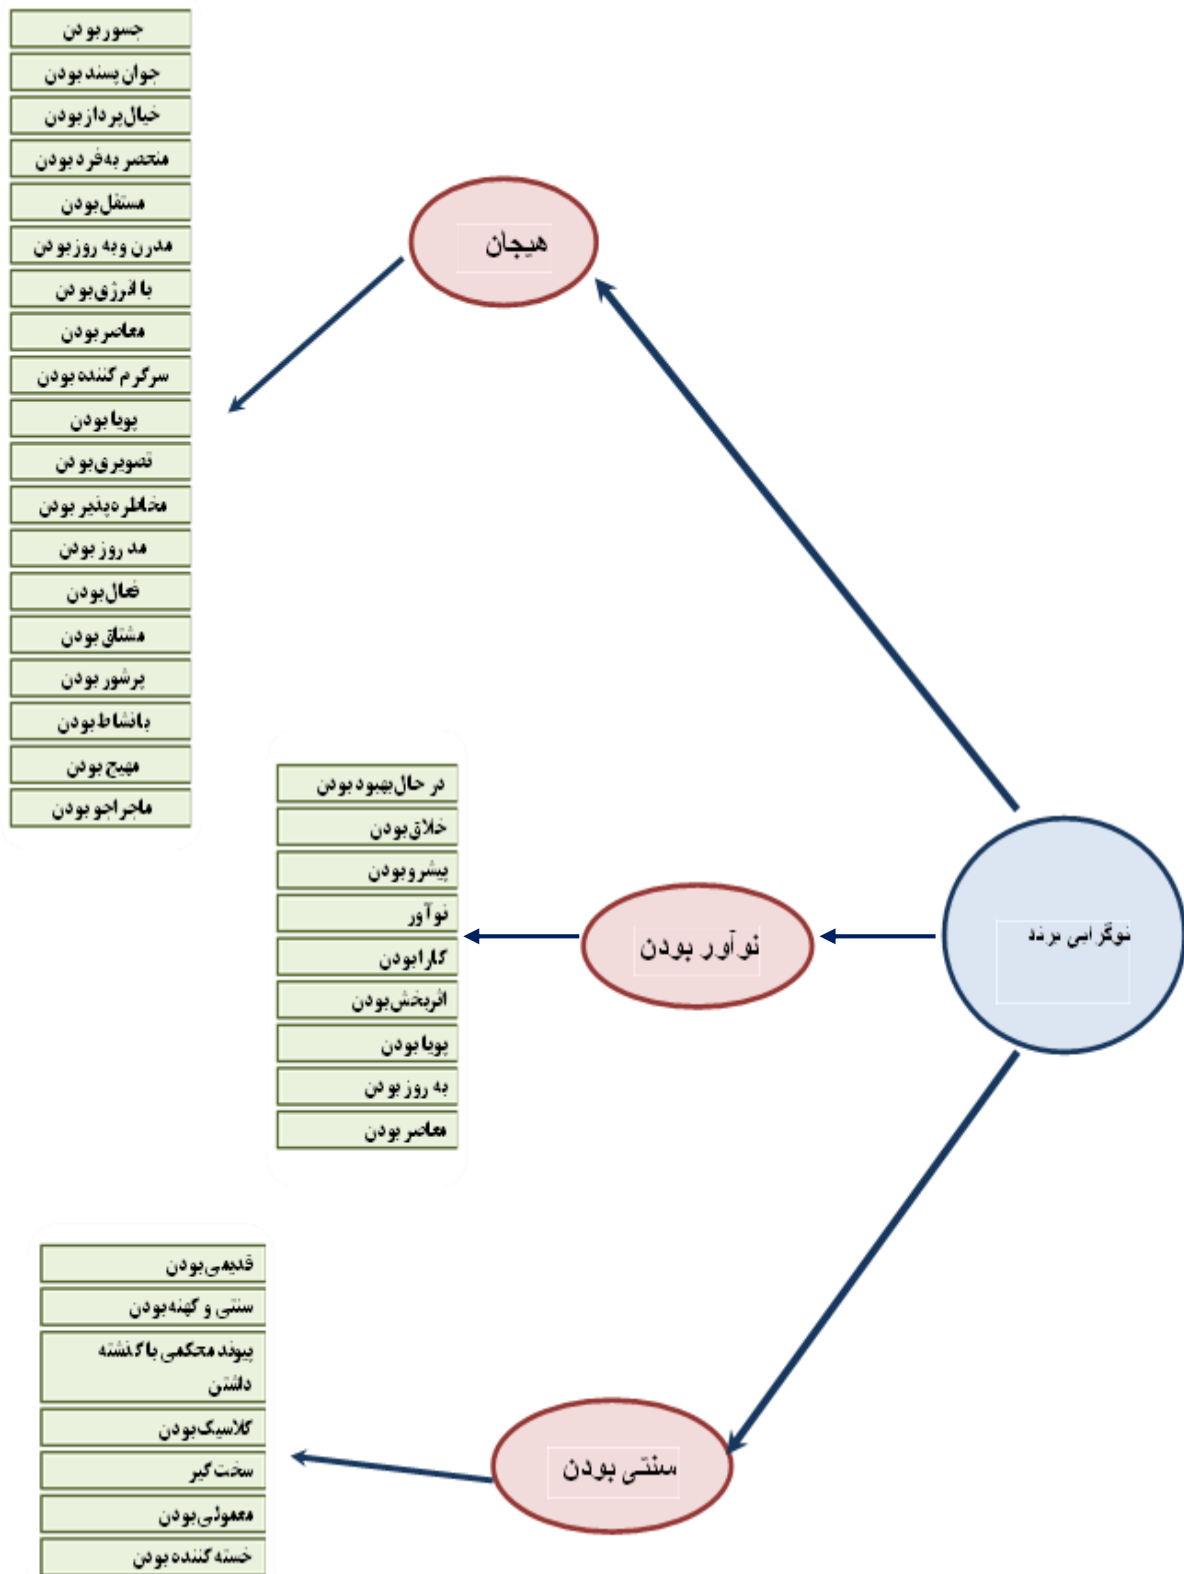 جسور بودن
جوان پسند بودن
خیال‌پرداز بودن
منحصر به‌فرد بودن
مستقل بودن
مدرن و به روز بودن
با انرژی بودن
معاصر بودن
سرگرم کننده بودن
پویا بودن
تصویری بودن
مخاطره‌پذیر بودن
مد روز بودن
فعال بودن
مشتاق بودن
پرشور بودن
بانشاط بودن
مهیج بودن
ماجراجو بودن
هیجان
در حال بهبود بودن
خلاق بودن
پیشرو بودن
نوآور
کارا بودن
اثربخش بودن
پویا بودن
به روز بودن
معاصر بودن
نوآور بودن
نوگرایی برند
قدیمی بودن
سنتی و کهنه بودن
پیوند محکمی با گذشته
داشتن
کلاسیک بودن
سخت گیر
معمولی بودن
خسته کننده بودن
سنتی بودن